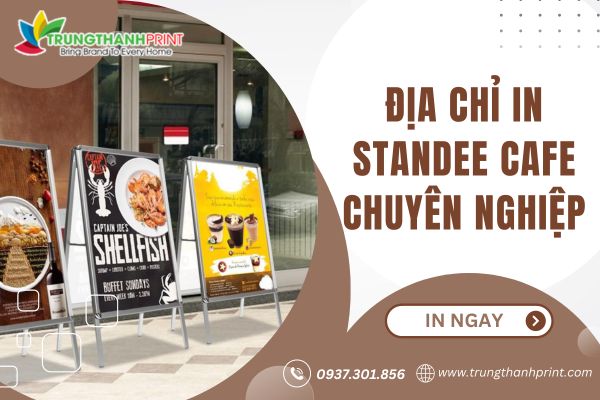 TRUNGTHANHPRINT
Bring Brand To Every Home
ĐỊA CHỈ IN
STANDEE CAFE
CHUYÊN NGHIỆP
IN NGAY
CAPTAIN JOE'S
SHELLFISH
BUFFET SUNDAYS
0937.301.856
www.trungthanhprint.com